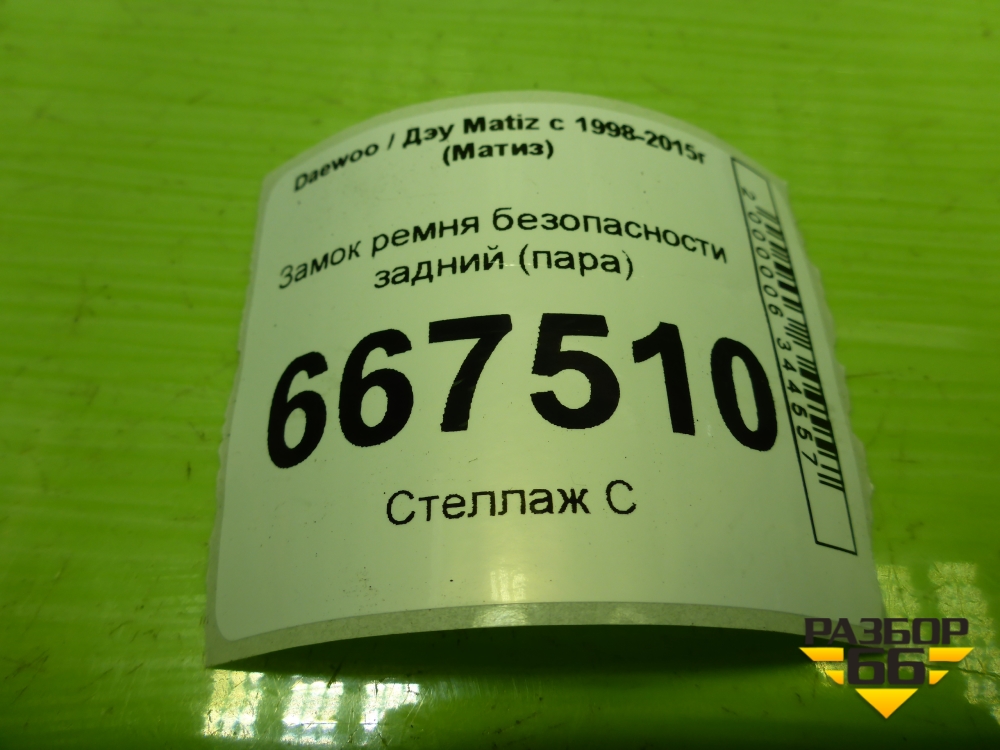 Daewoo / Дэу Matiz с 1998-2015г
(Матиз)
Замок ремня безопасности
задний (пара)
667510
Стеллаж С
2000006344657
РАЗБОР
66